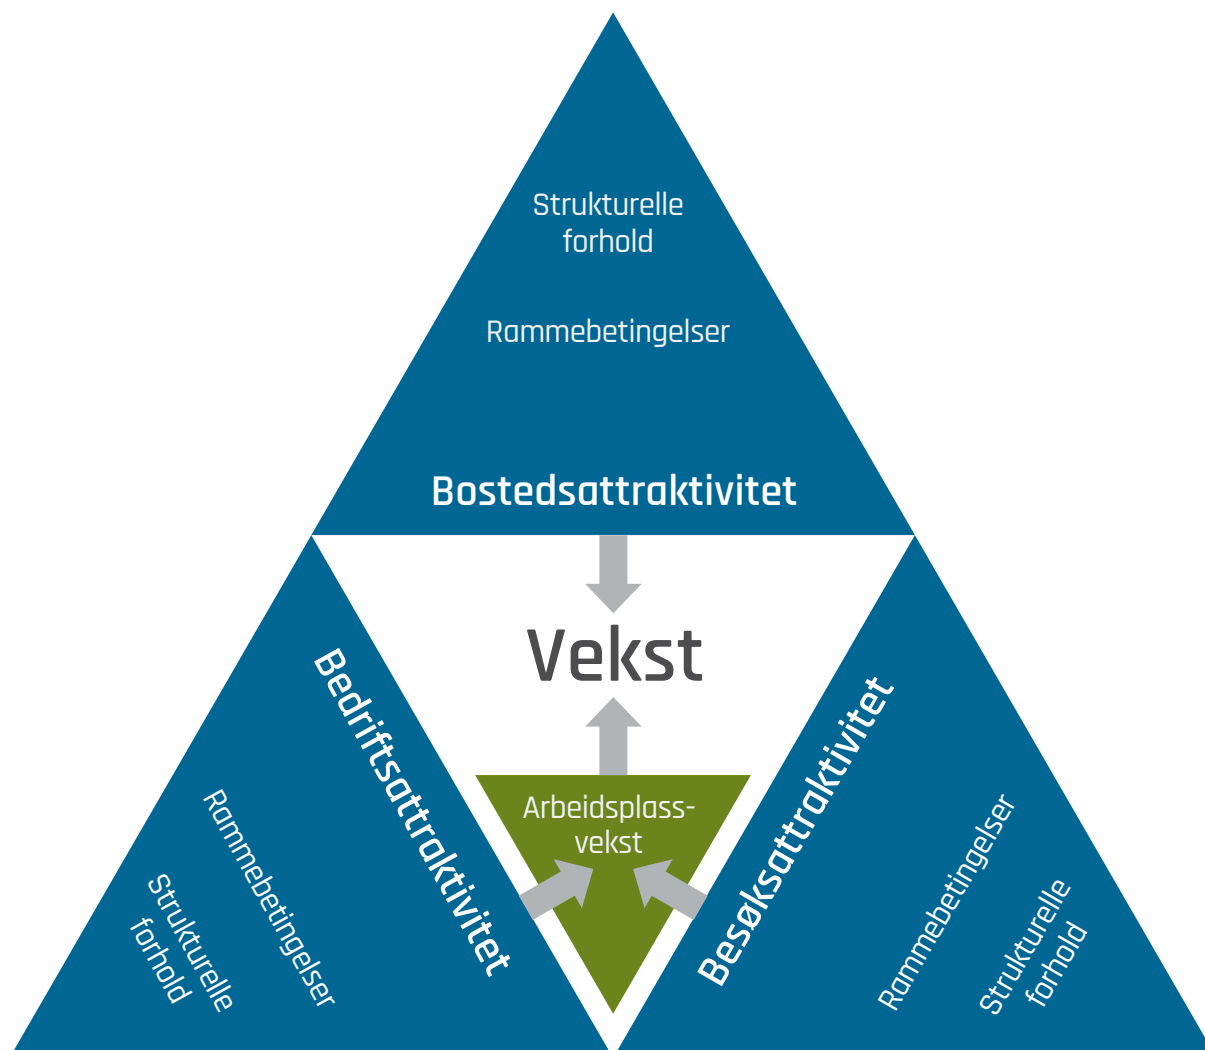 Strukturelle
forhold
Rammebetingelser
Bostedsattraktivitet
Vekst
Arbeidsplass-
vekst
Bedriftsattraktivitet
Rammebetingelser
Strukturelle
forhold
Besøksattraktivitet
Rammebetingelser
Strukturelle
forhold